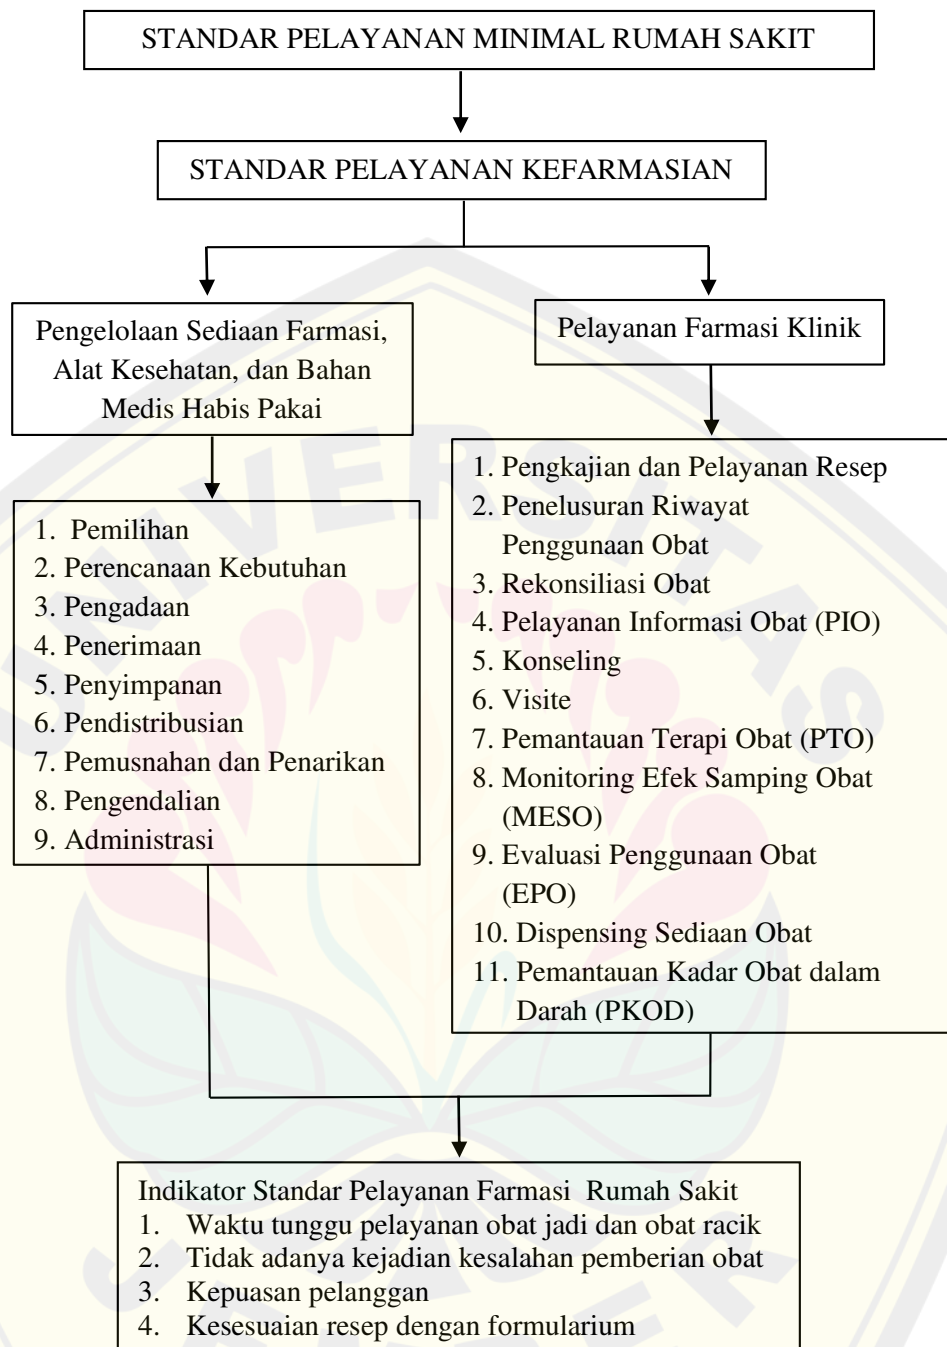 STANDAR PELAYANAN MINIMAL RUMAH SAKIT
STANDAR PELAYANAN KEFARMASIAN
Pengelolaan Sediaan Farmasi,
Alat Kesehatan, dan Bahan
Medis Habis Pakai
Pelayanan Farmasi Klinik
1. Pemilihan
2. Perencanaan Kebutuhan
3. Pengadaan
4. Penerimaan
5. Penyimpanan
6. Pendistribusian
7. Pemusnahan dan Penarikan
8. Pengendalian
9. Administrasi
1. Pengkajian dan Pelayanan Resep
2. Penelusuran Riwayat
Penggunaan Obat
3. Rekonsiliasi Obat
4. Pelayanan Informasi Obat (PIO)
5. Konseling
6. Visite
7. Pemantauan Terapi Obat (PTO)
8. Monitoring Efek Samping Obat
(MESO)
9. Evaluasi Penggunaan Obat
(EPO)
10. Dispensing Sediaan Obat
11. Pemantauan Kadar Obat dalam
Darah (PKOD)
Indikator Standar Pelayanan Farmasi Rumah Sakit
1. Waktu tunggu pelayanan obat jadi dan obat racik
2. Tidak adanya kejadian kesalahan pemberian obat
3. Kepuasan pelanggan
4. Kesesuaian resep dengan formularium
UNIVERSITAS